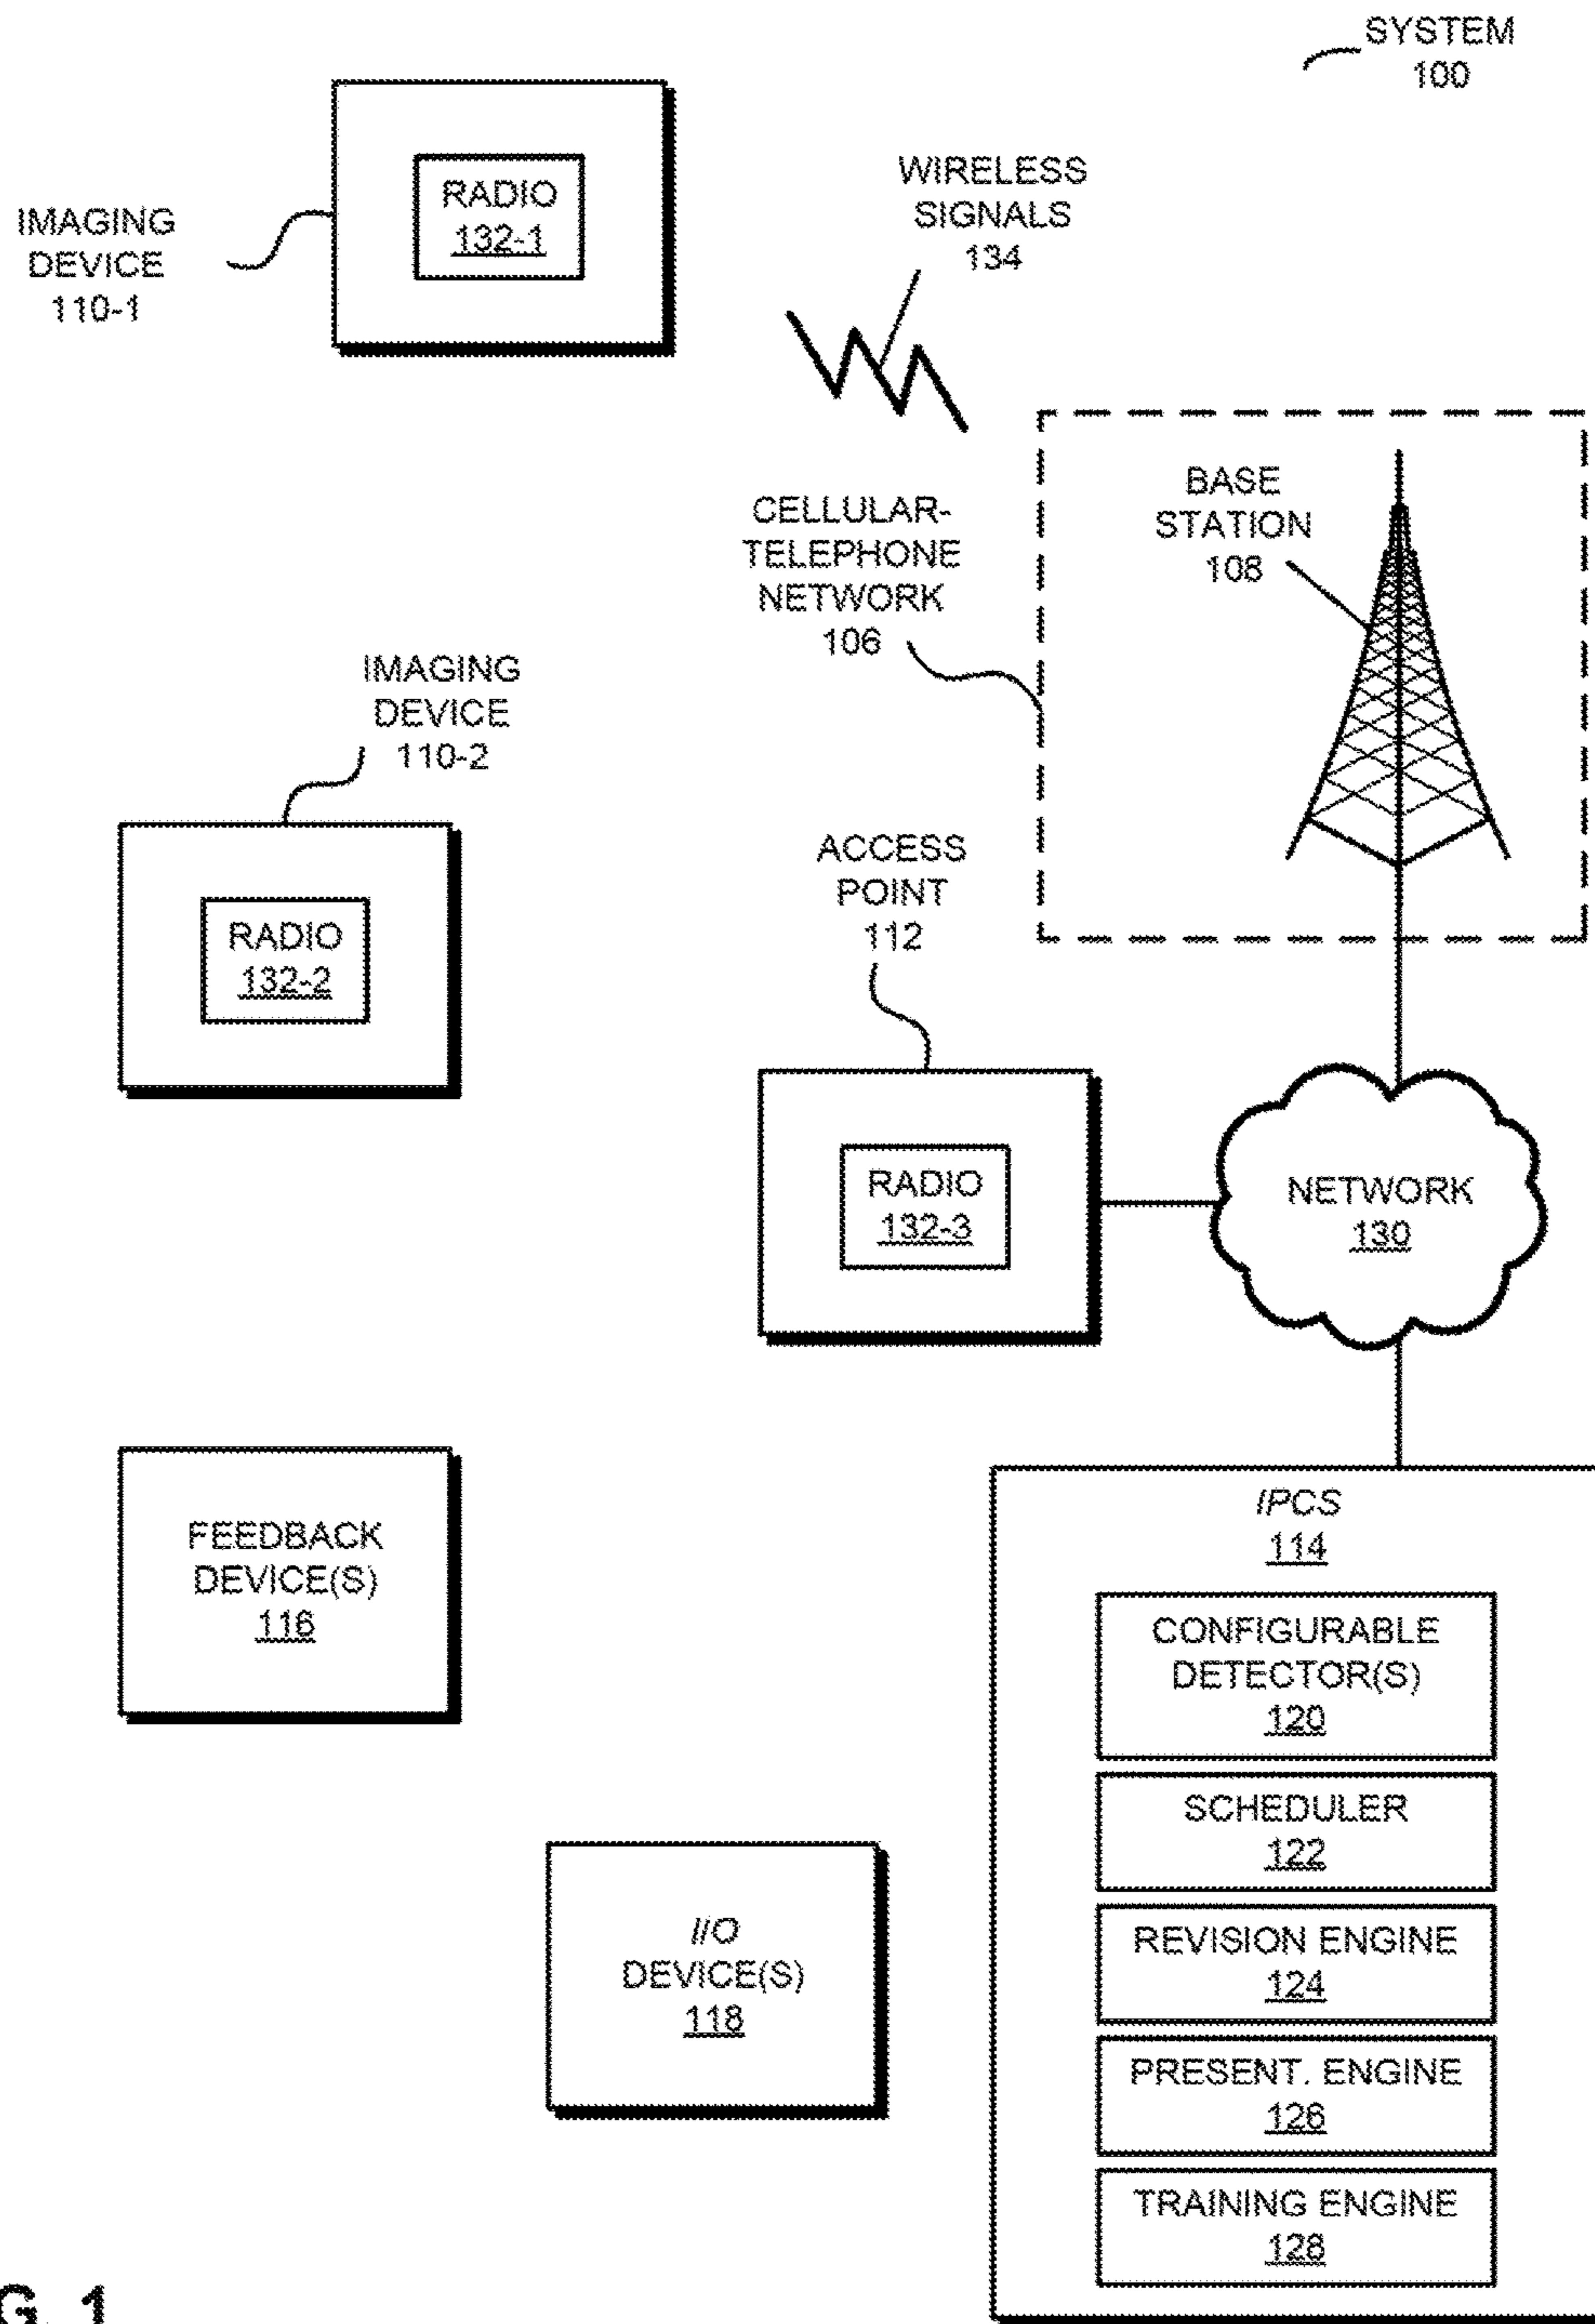 SYSTEM
100
RADIO
132-1
IMAGING
DEVICE
110-1
WIRELESS
SIGNALS
134
CELLULAR-
TELEPHONE
NETWORK
106
BASE
STATION
108
IMAGING
DEVICE
110-2
RADIO
132-2
ACCESS
POINT
112
RADIO
132-3
NETWORK
130
FEEDBACK
DEVICE(S)
116
I/O
DEVICE(S)
118
IPCS
114
CONFIGURABLE
DETECTOR(S)
120
SCHEDULER
122
REVISION ENGINE
124
PRESENT. ENGINE
126
TRAINING ENGINE
128
G. 1